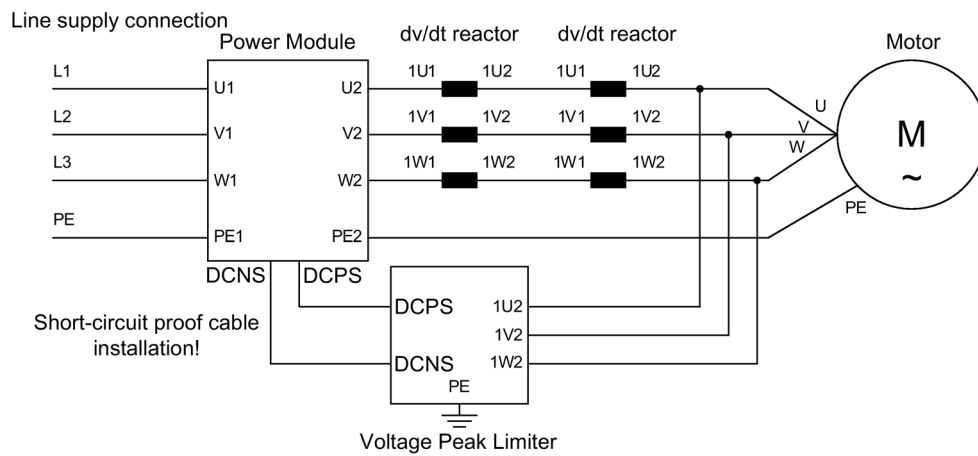 Line supply connection
Power Module
dv/dt reactor
dv/dt reactor
Motor
L1
U1
U2
1U1
1U2
1U1
1U2
U
L2
V1
V2
1V1
1V2
1V1
1V2
V
M
~
W
L3
W1
W2
1W1
1W2
1W1
1W2
PE
PE
PE1
PE2
DCNS
DCPS
DCPS
1U2
Short-circuit proof cable
installation!
1V2
DCNS
1W2
PE
Voltage Peak Limiter